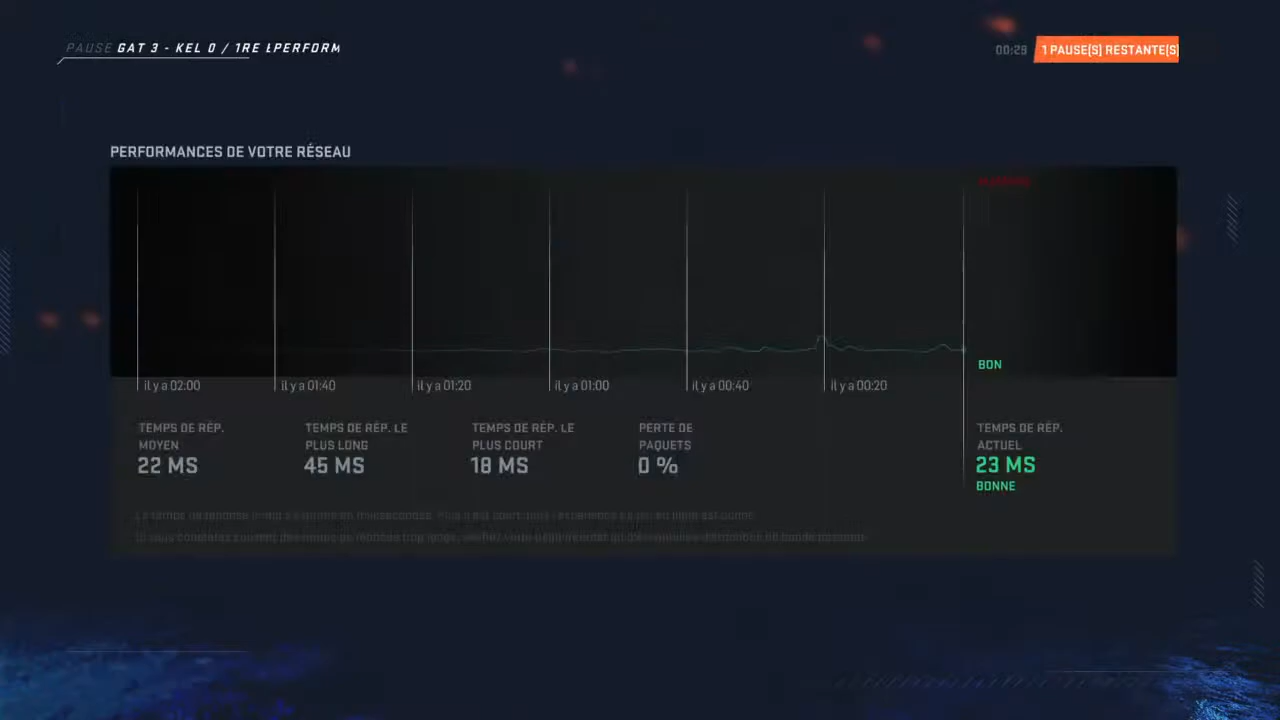 PAUSE GAT 3 - KEL 0 / 1RE
00:29
1 PAUSE(S) RESTANTE(S)
PERFORMANCES DE VOTRE RÉSEAU
BON
il y a 02:00
il y a 01:40
il y a 01:20
il y a 01:00
il y a 00:40
il y a 00:20
TEMPS DE RÉP. MOYEN
22 MS
TEMPS DE RÉP. LE PLUS LONG
45 MS
TEMPS DE RÉP. LE PLUS COURT
18 MS
PERTE DE PAQUETS
0 %
TEMPS DE RÉP. ACTUEL
23 MS
BONNE